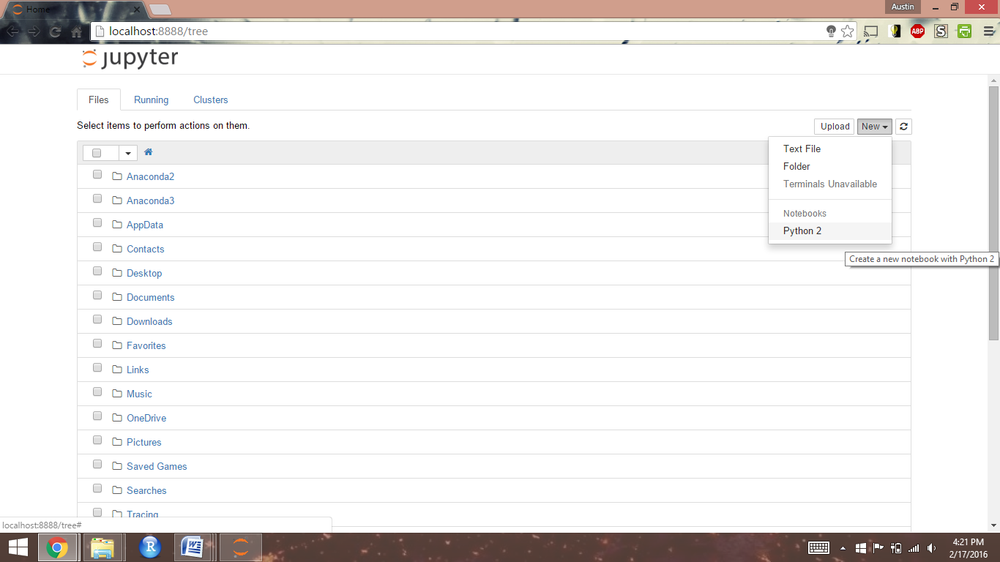 Home
Austin
localhost:8888/tree
ABP
S
jupyter
Files
Running
Clusters
Select items to perform actions on them.
Upload
New
Text File
Folder
Terminals Unavailable
Notebooks
Python 2
Create a new notebook with Python 2
Anaconda2
Anaconda3
AppData
Contacts
Desktop
Documents
Downloads
Favorites
Links
Music
OneDrive
Pictures
Saved Games
Searches
Tracing
localhost:8888/tree#
R
W
4:21 PM
2/17/2016